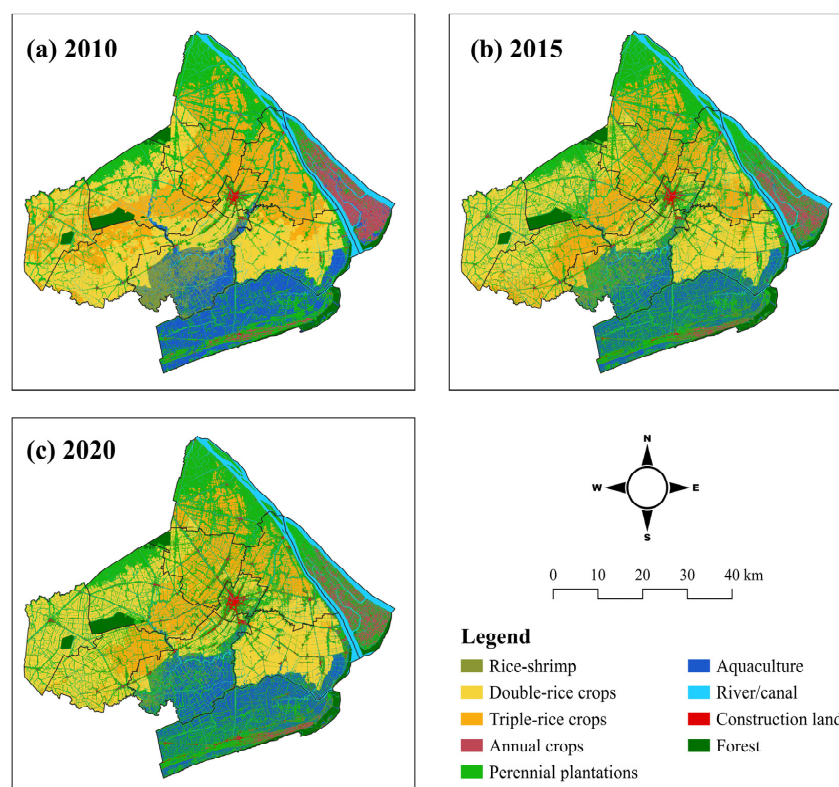 (a) 2010
(b) 2015
(c) 2020
N
W E
S
0 10 20 30 40 km
Legend
Rice-shrimp
Double-rice crops
Triple-rice crops
Annual crops
Perennial plantations
Aquaculture
River/canal
Construction land
Forest